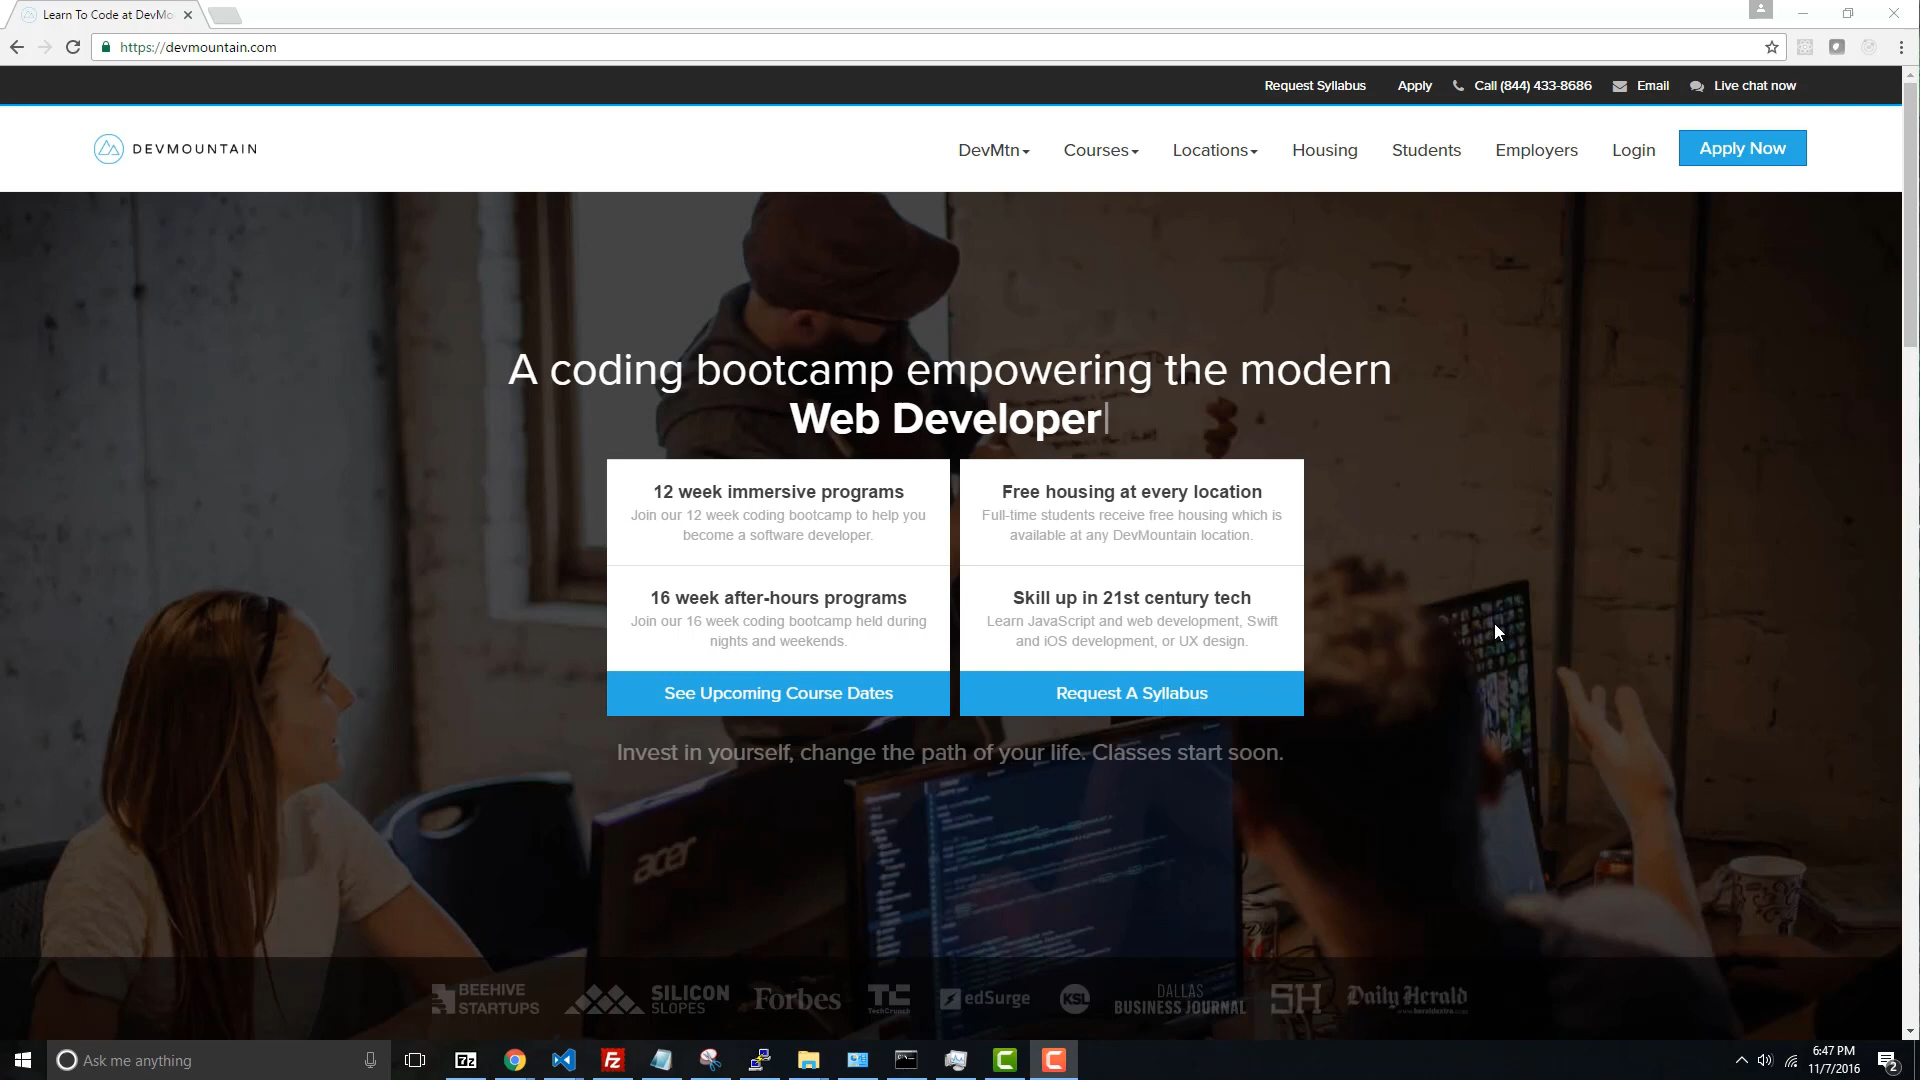 Learn To Code at DevMo
https://devmountain.com
Request Syllabus Apply Call (844) 433-8686 Email Live chat now
DEVMOUNTAIN
DevMtn Courses Locations Housing Students Employers Login Apply Now
A coding bootcamp empowering the modern
Web Developer
12 week immersive programs
Join our 12 week coding bootcamp to help you
become a software developer.
Free housing at every location
Full-time students receive free housing which is
available at any DevMountain location.
16 week after-hours programs
Join our 16 week coding bootcamp held during
nights and weekends.
Skill up in 21st century tech
Learn JavaScript and web development, Swift
and iOS development, or UX design.
See Upcoming Course Dates
Request A Syllabus
Invest in yourself, change the path of your life. Classes start soon.
acer
BEEHIVE
STARTUPS
SILICON
SLOPES
Forbes
TC
TechCrunch
edSurge
KSL
DALLAS
BUSINESS JOURNAL
SH
Daily Herald
www.heraldextra.com
Ask me anything
7z
Fz
C
C
6:47 PM
11/7/2016
2